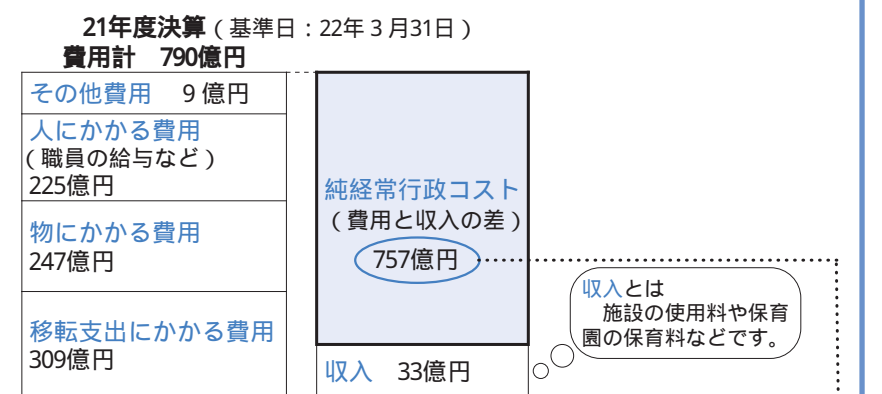 21年度決算（基準日：22年３月31日）
費用計　790億円
その他費用　９億円
人にかかる費用
（職員の給与など）
225億円
物にかかる費用
247億円
移転支出にかかる費用
309億円
純経常行政コスト
（費用と収入の差）
757億円
収入　33億円
収入とは
　施設の使用料や保育
園の保育料などです。